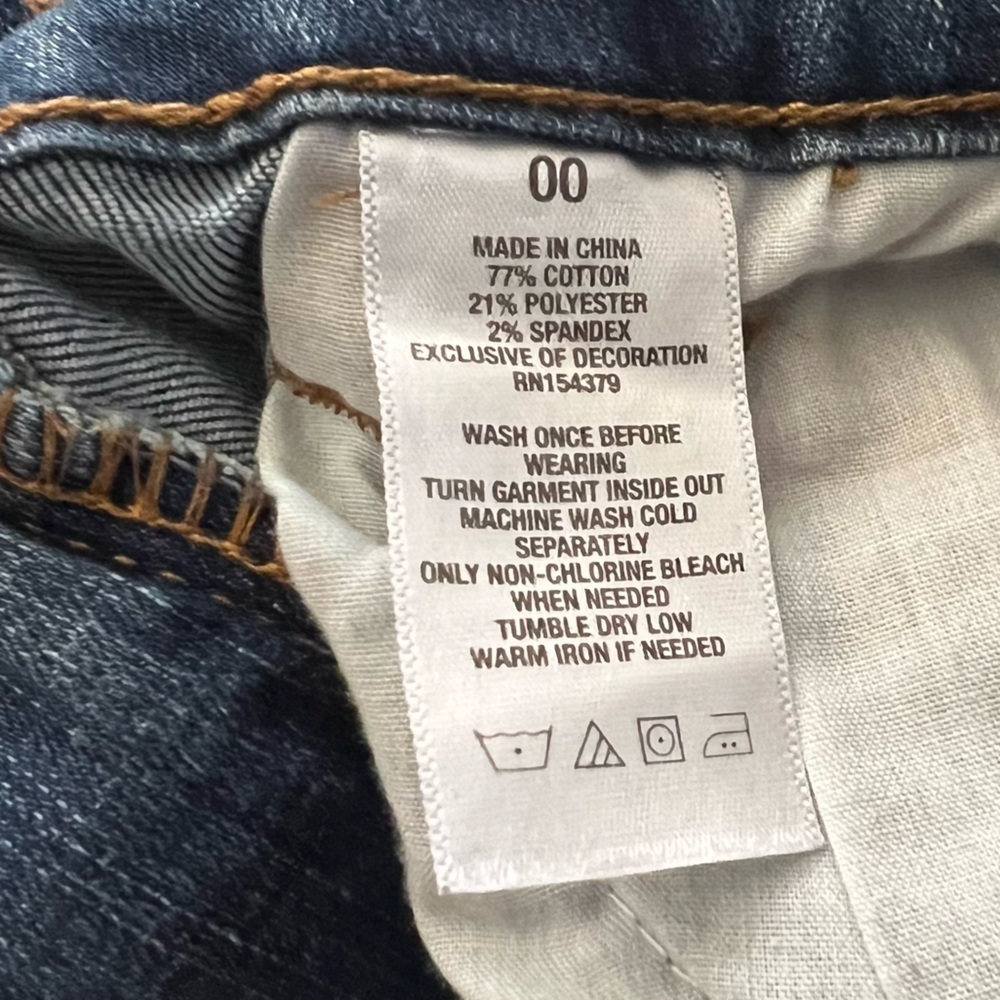 00
MADE IN CHINA
77% COTTON
21% POLYESTER
2% SPANDEX
EXCLUSIVE OF DECORATION
RN154379
WASH ONCE BEFORE
WEARING
TURN GARMENT INSIDE OUT
MACHINE WASH COLD
SEPARATELY
ONLY NON-CHLORINE BLEACH
WHEN NEEDED
TUMBLE DRY LOW
WARM IRON IF NEEDED